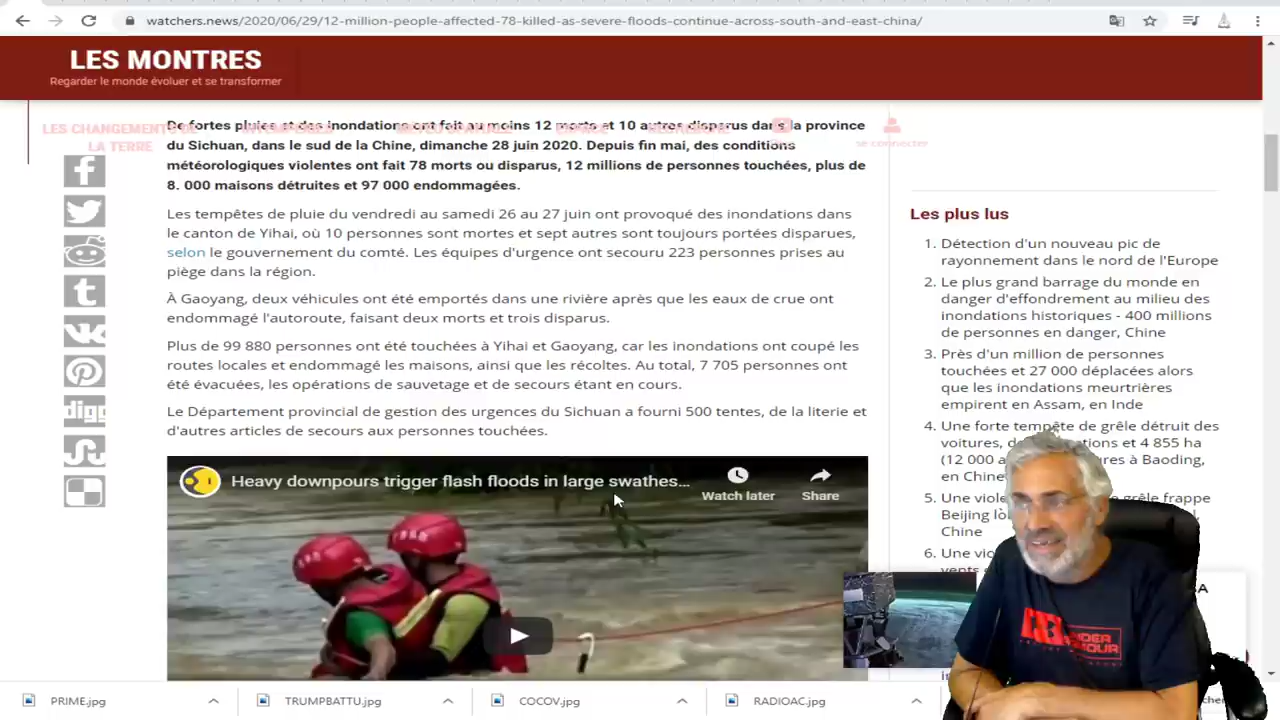 watchers.news/2020/06/29/12-million-people-affected-78-killed-as-severe-floods-continue-across-south-and-east-china/
LES MONTRES
Regarder le monde évoluer et se transformer
LES CHANGEMENTS DE
LA TERRE
se connecter
De fortes pluies et des inondations ont fait au moins 12 morts et 10 autres disparus dans la province
du Sichuan, dans le sud de la Chine, dimanche 28 juin 2020. Depuis fin mai, des conditions
météorologiques violentes ont fait 78 morts ou disparus, 12 millions de personnes touchées, plus de
8. 000 maisons détruites et 97 000 endommagées.
Les tempêtes de pluie du vendredi au samedi 26 au 27 juin ont provoqué des inondations dans
le canton de Yihai, où 10 personnes sont mortes et sept autres sont toujours portées disparues,
selon le gouvernement du comté. Les équipes d'urgence ont secouru 223 personnes prises au
piège dans la région.
À Gaoyang, deux véhicules ont été emportés dans une rivière après que les eaux de crue ont
endommagé l'autoroute, faisant deux morts et trois disparus.
Plus de 99 880 personnes ont été touchées à Yihai et Gaoyang, car les inondations ont coupé les
routes locales et endommagé les maisons, ainsi que les récoltes. Au total, 7 705 personnes ont
été évacuées, les opérations de sauvetage et de secours étant en cours.
Le Département provincial de gestion des urgences du Sichuan a fourni 500 tentes, de la literie et
d'autres articles de secours aux personnes touchées.
Heavy downpours trigger flash floods in large swathes...
Watch later
Share
digg
Les plus lus
1. Détection d'un nouveau pic de
rayonnement dans le nord de l'Europe
2. Le plus grand barrage du monde en
danger d'effondrement au milieu des
inondations historiques - 400 millions
de personnes en danger, Chine
3. Près d'un million de personnes
touchées et 27 000 déplacées alors
que les inondations meurtrières
empirent en Assam, en Inde
4. Une forte tempête de grêle détruit des
voitures, et 4 855 ha
(12 000 à Baoding,
en Chine
5. Une grêle frappe
Beijing
Chine
6. Une
vents
PRIME.jpg
TRUMPBATTU.jpg
COCOV.jpg
RADIOAC.jpg